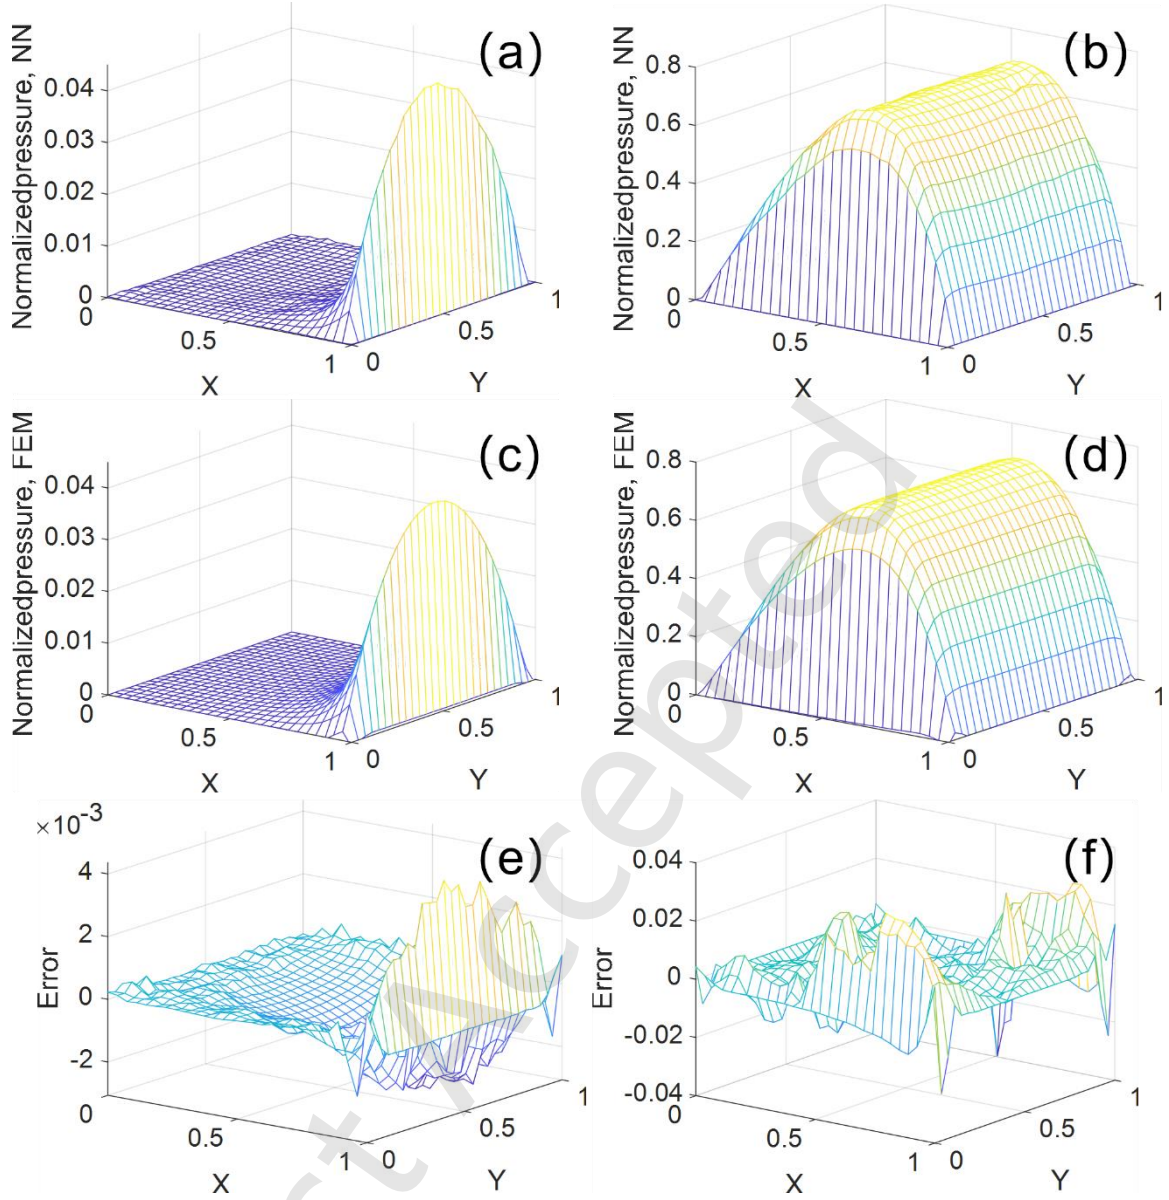 (a)
Normalizedpressure, NN
0.04
0.03
0.02
0.01
0
0
0.5
1
X
0
0.5
1
Y
(b)
Normalizedpressure, NN
0.8
0.6
0.4
0.2
0
0
0.5
1
X
0
0.5
1
Y
(c)
Normalizedpressure, FEM
0.04
0.03
0.02
0.01
0
0
0.5
1
X
0
0.5
1
Y
(d)
Normalizedpressure, FEM
0.8
0.6
0.4
0.2
0
0
0.5
1
X
0
0.5
1
Y
(e)
×10⁻³
Error
4
2
0
-2
0
0.5
1
X
0
0.5
1
Y
(f)
Error
0.04
0.02
0
-0.02
-0.04
0
0.5
1
X
0
0.5
1
Y
st Accepted